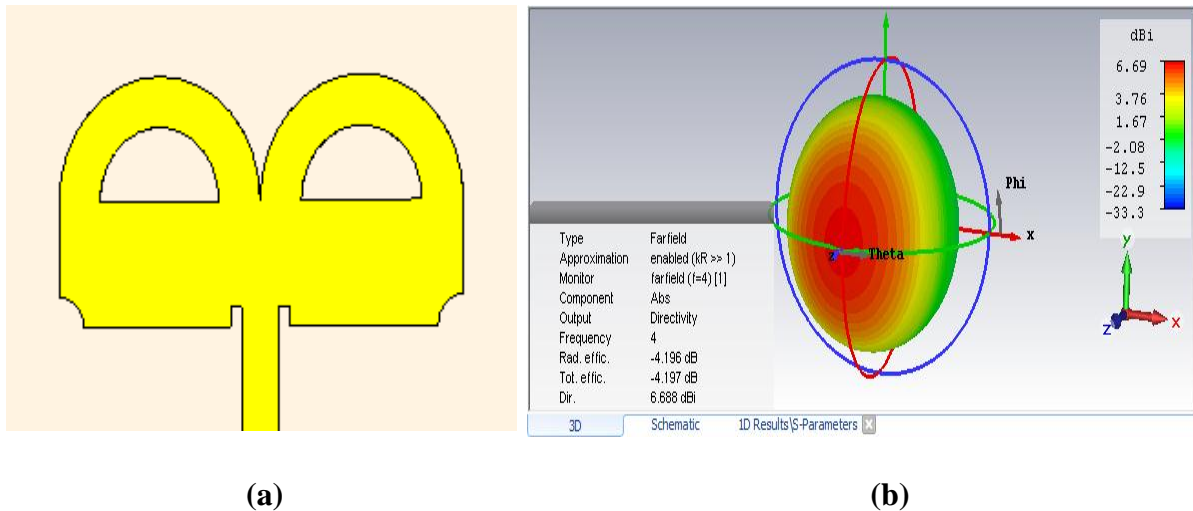 dBi
6.69
3.76
1.67
-2.08
-12.5
-22.9
-33.3
Phi
x
z
Theta
y
z
x
Type Farfield
Approximation enabled (kR >> 1)
Monitor farfield (f=4) [1]
Component Abs
Output Directivity
Frequency 4
Rad. effic. -4.196 dB
Tot. effic. -4.197 dB
Dir. 6.688 dBi
3D Schematic 1D Results\S-Parameters
(a) (b)